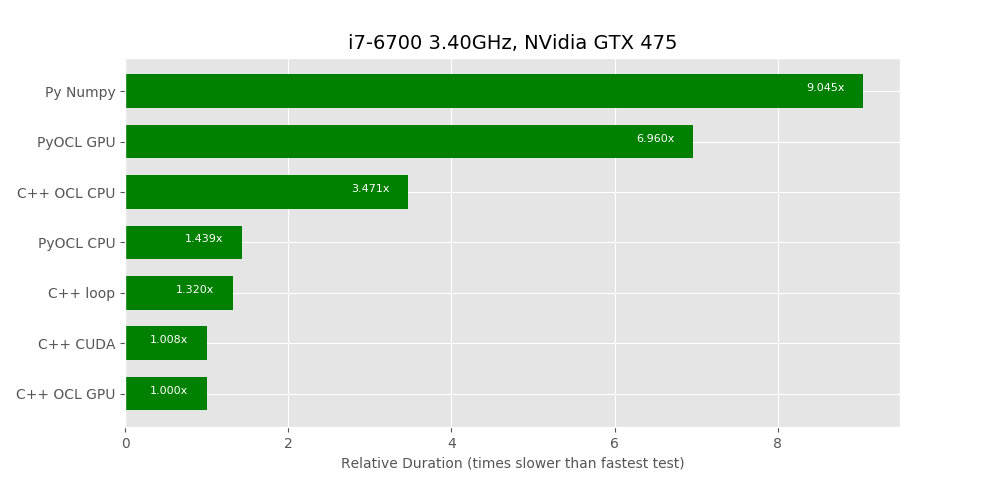 i7-6700 3.40GHz, NVidia GTX 475
Py Numpy 9.045x
PyOCL GPU 6.960x
C++ OCL CPU 3.471x
PyOCL CPU 1.439x
C++ loop 1.320x
C++ CUDA 1.008x
C++ OCL GPU 1.000x
0 2 4 6 8
Relative Duration (times slower than fastest test)